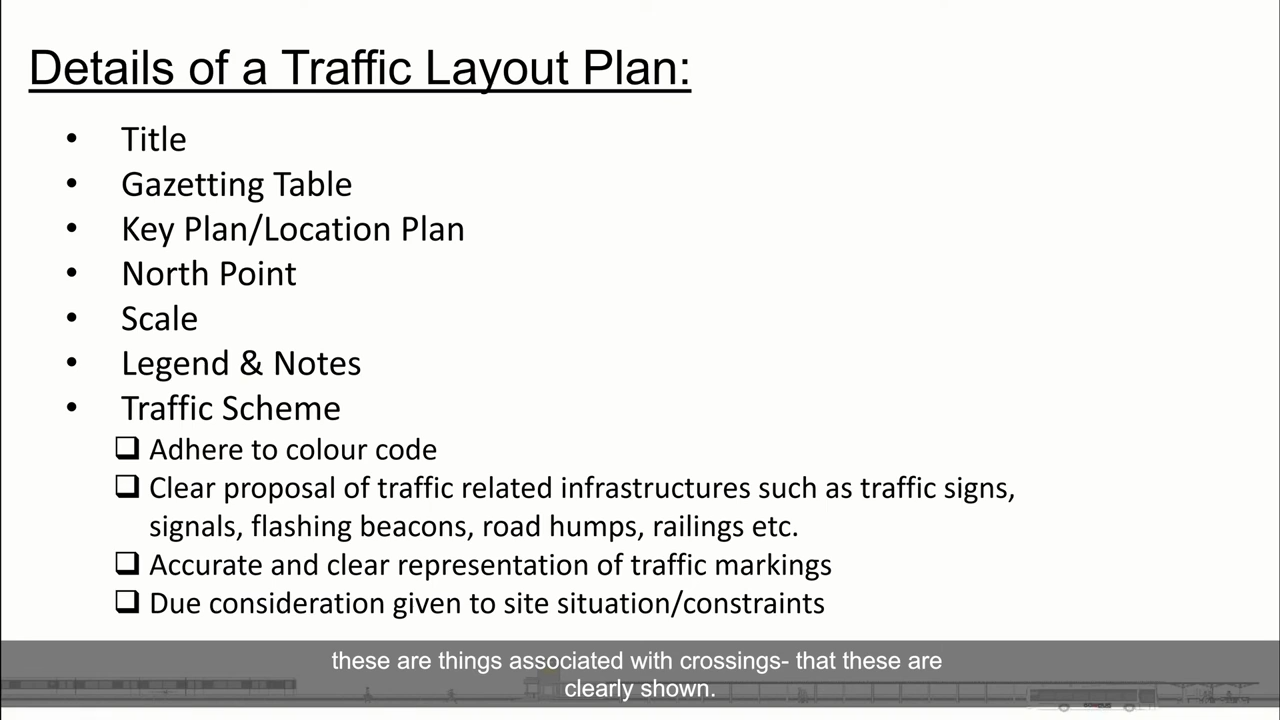 Details of a Traffic Layout Plan:
• Title
• Gazetting Table
• Key Plan/Location Plan
• North Point
• Scale
• Legend & Notes
• Traffic Scheme
❑ Adhere to colour code
❑ Clear proposal of traffic related infrastructures such as traffic signs,
signals, flashing beacons, road humps, railings etc.
❑ Accurate and clear representation of traffic markings
❑ Due consideration given to site situation/constraints
these are things associated with crossings- that these are
clearly shown.